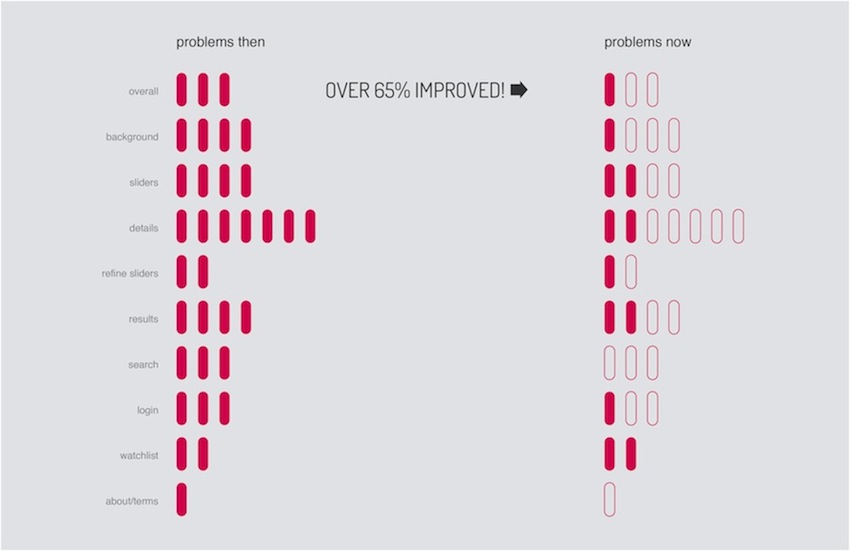 problems then
problems now
overall
OVER 65% IMPROVED!
background
sliders
details
refine sliders
results
search
login
watchlist
about/terms